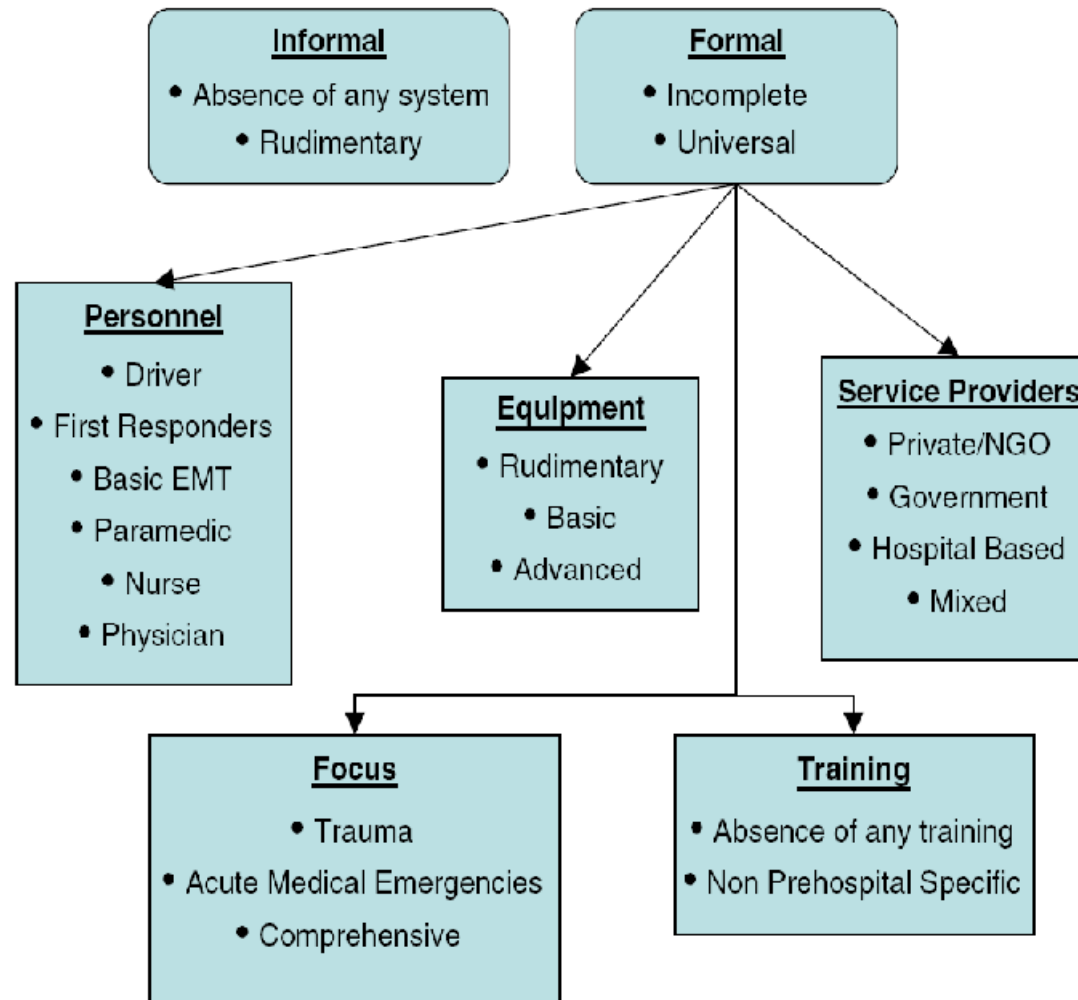 Informal
• Absence of any system
• Rudimentary
Formal
• Incomplete
• Universal
Personnel
• Driver
• First Responders
• Basic EMT
• Paramedic
• Nurse
• Physician
Equipment
• Rudimentary
• Basic
• Advanced
Service Providers
• Private/NGO
• Government
• Hospital Based
• Mixed
Focus
• Trauma
• Acute Medical Emergencies
• Comprehensive
Training
• Absence of any training
• Non Prehospital Specific